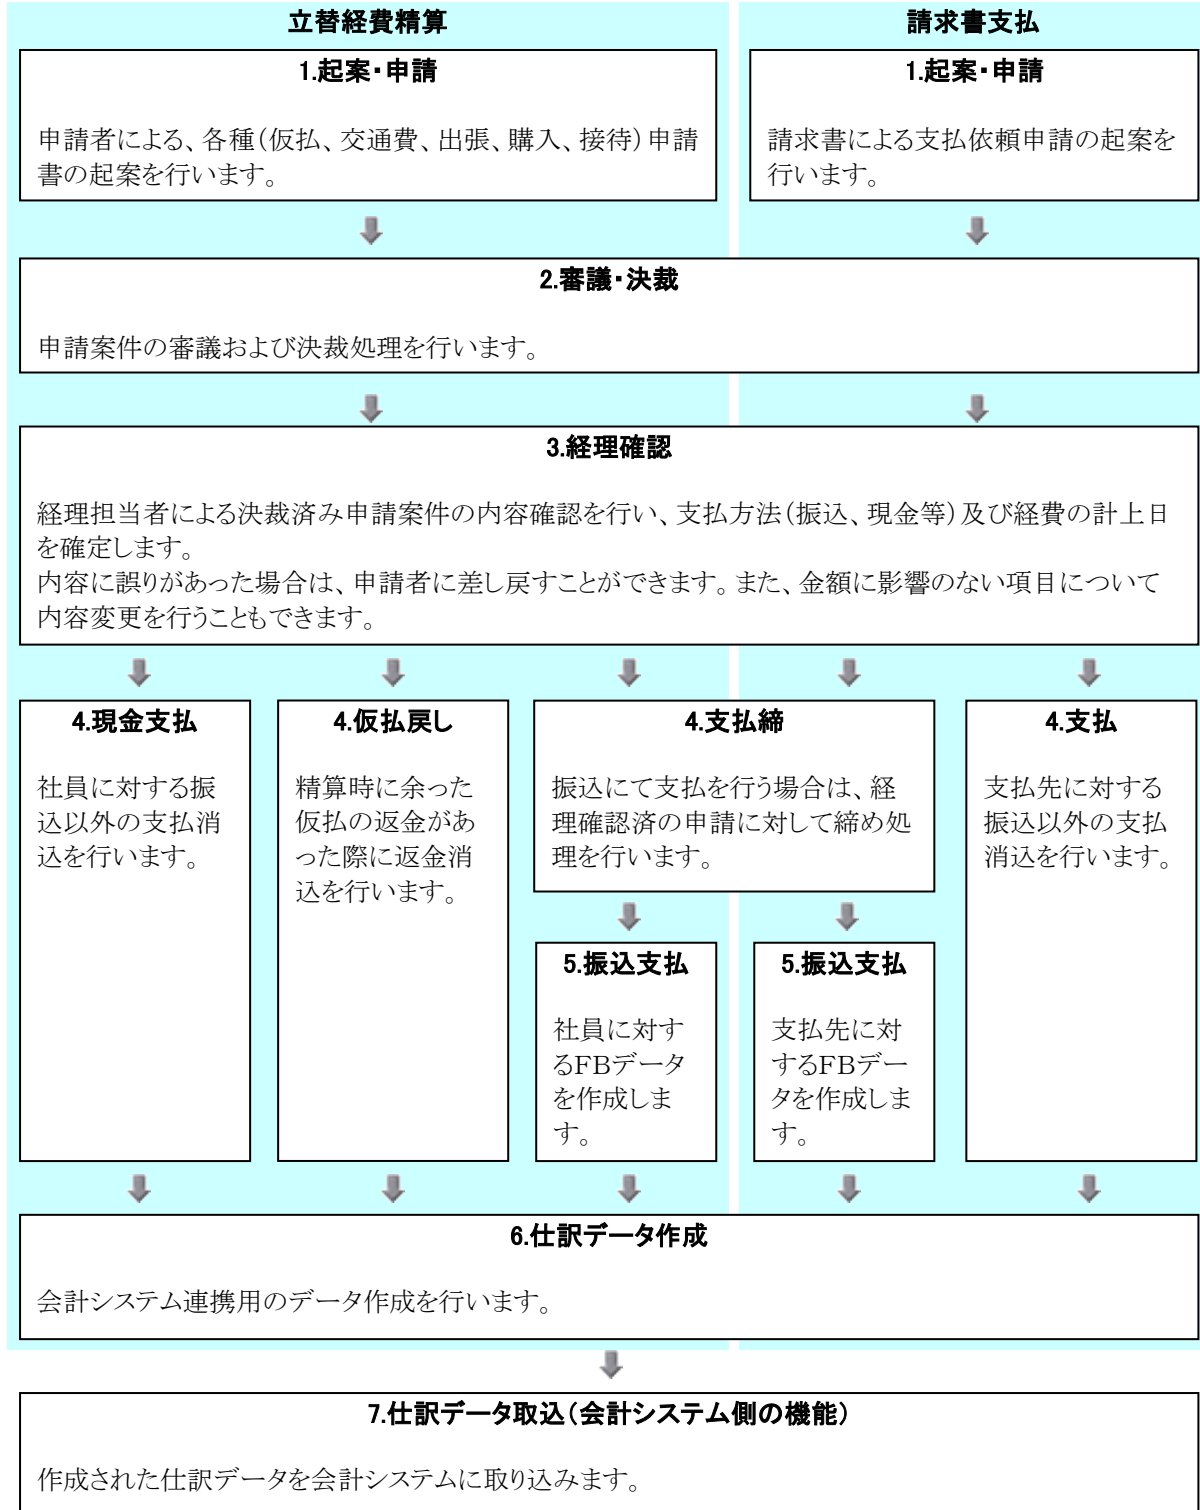 立替経費精算
請求書支払
1.起案・申請
申請者による、各種（仮払、交通費、出張、購入、接待）申請
書の起案を行います。
1.起案・申請
請求書による支払依頼申請の起案を
行います。
2.審議・決裁
申請案件の審議および決裁処理を行います。
3.経理確認
経理担当者による決裁済み申請案件の内容確認を行い、支払方法（振込、現金等）及び経費の計上日
を確定します。
内容に誤りがあった場合は、申請者に差し戻すことができます。また、金額に影響のない項目について
内容変更を行うこともできます。
4.現金支払
社員に対する振
込以外の支払消
込を行います。
4.仮払戻し
精算時に余った
仮払の返金があ
った際に返金消
込を行います。
4.支払締
振込にて支払を行う場合は、経
理確認済の申請に対して締め処
理を行います。
4.支払
支払先に対する
振込以外の支払
消込を行います。
5.振込支払
社員に対す
るFBデータ
を作成しま
す。
5.振込支払
支払先に対
するFBデー
タを作成しま
す。
6.仕訳データ作成
会計システム連携用のデータ作成を行います。
7.仕訳データ取込（会計システム側の機能）
作成された仕訳データを会計システムに取り込みます。